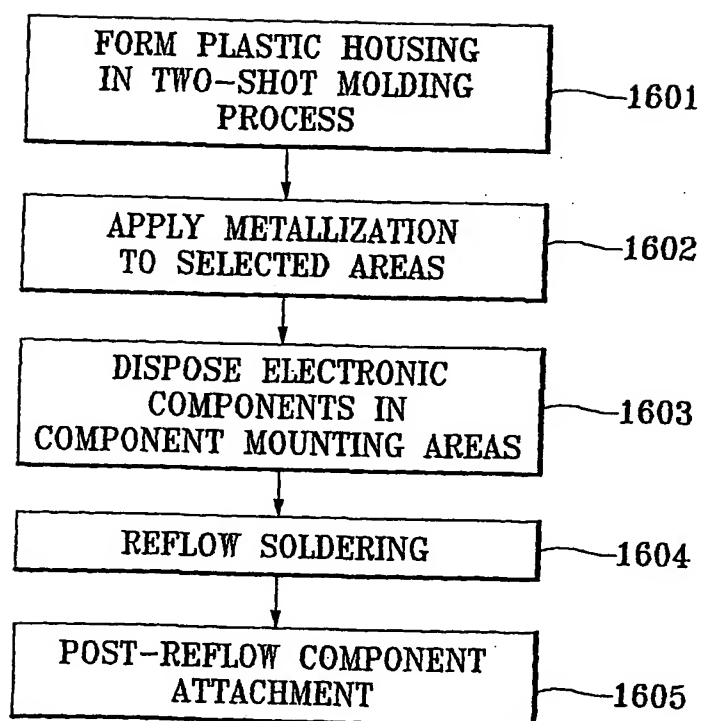 FORM PLASTIC HOUSING
IN TWO-SHOT MOLDING
PROCESS
1601
APPLY METALLIZATION
TO SELECTED AREAS
1602
DISPOSE ELECTRONIC
COMPONENTS IN
COMPONENT MOUNTING AREAS
1603
REFLOW SOLDERING
1604
POST-REFLOW COMPONENT
ATTACHMENT
1605